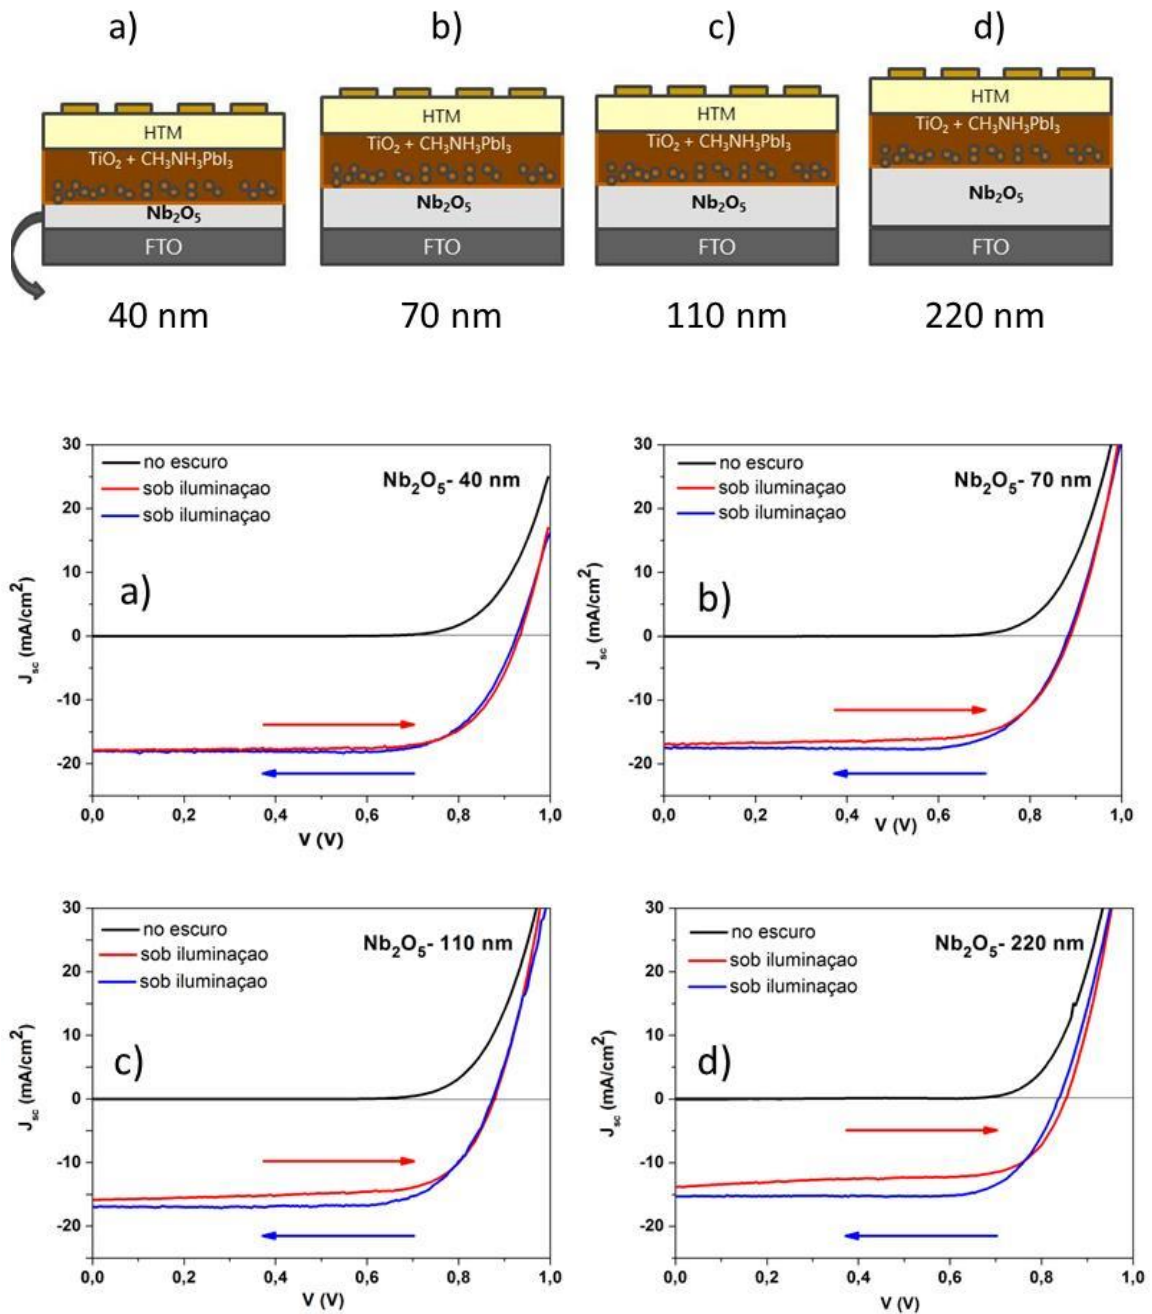 a) b) c) d)
HTM HTM HTM HTM
TiO₂ + CH₃NH₃PbI₃ TiO₂ + CH₃NH₃PbI₃ TiO₂ + CH₃NH₃PbI₃ TiO₂ + CH₃NH₃PbI₃
Nb₂O₅ Nb₂O₅ Nb₂O₅ Nb₂O₅
FTO FTO FTO FTO
40 nm 70 nm 110 nm 220 nm
30
20
10
0
-10
-20
J_sc (mA/cm²)
no escuro
sob iluminaçao
sob iluminaçao
Nb₂O₅- 40 nm
a)
0,0 0,2 0,4 0,6 0,8 1,0
V (V)
30
20
10
0
-10
-20
J_sc (mA/cm²)
no escuro
sob iluminaçao
sob iluminaçao
Nb₂O₅- 70 nm
b)
0,0 0,2 0,4 0,6 0,8 1,0
V (V)
30
20
10
0
-10
-20
J_sc (mA/cm²)
no escuro
sob iluminaçao
sob iluminaçao
Nb₂O₅- 110 nm
c)
0,0 0,2 0,4 0,6 0,8 1,0
V (V)
30
20
10
0
-10
-20
J_sc (mA/cm²)
no escuro
sob iluminaçao
sob iluminaçao
Nb₂O₅- 220 nm
d)
0,0 0,2 0,4 0,6 0,8 1,0
V (V)